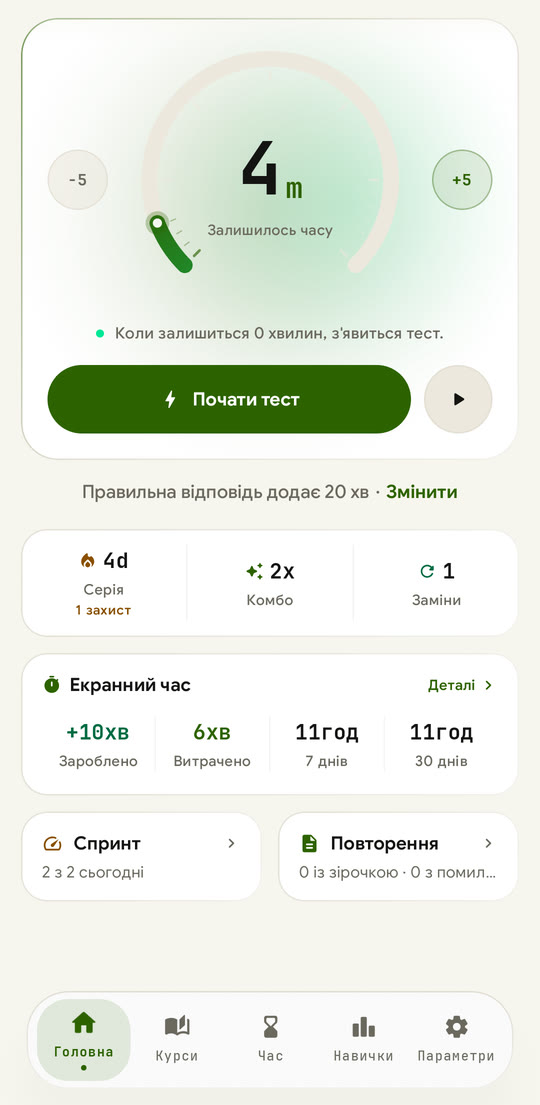 4m
-5
+5
Залишилось часу
Коли залишиться 0 хвилин, з'явиться тест.
Почати тест
Правильна відповідь додає 20 хв · Змінити
4d
Серія
1 захист
2x
Комбо
1
Заміни
Екранний час
Деталі
+10хв
Зароблено
6хв
Витрачено
11год
7 днів
11год
30 днів
Спринт
2 з 2 сьогодні
Повторення
0 із зірочкою · 0 з помил…
Головна
Курси
Час
Навички
Параметри